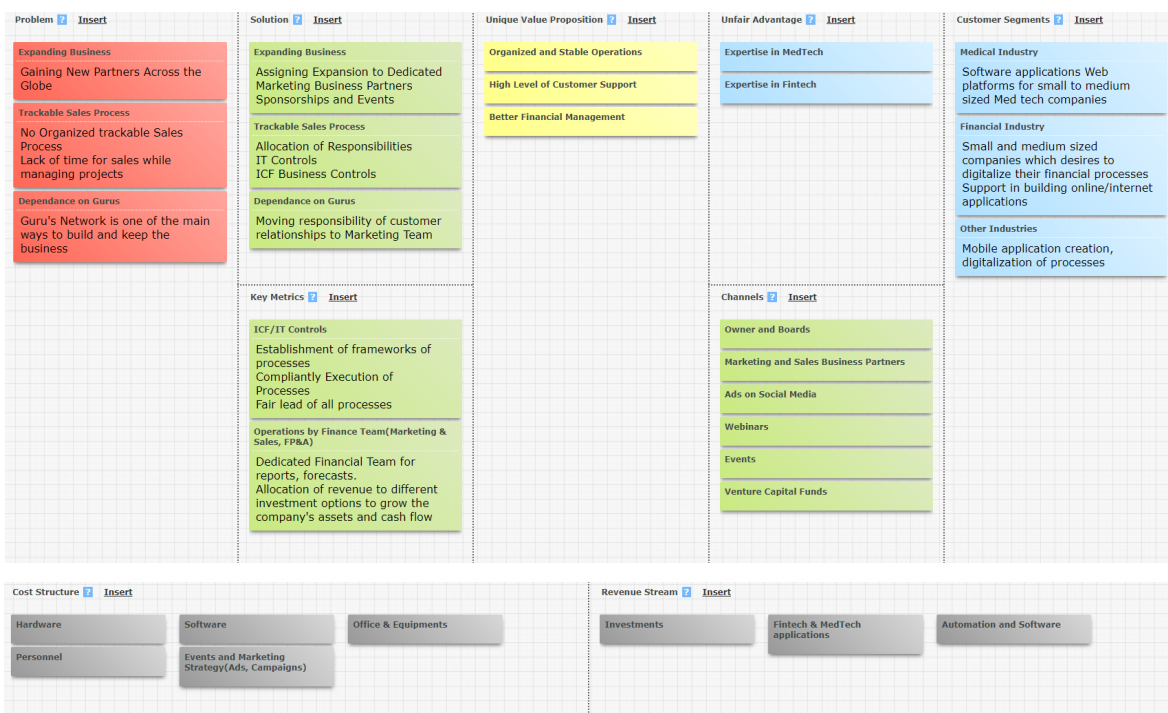 Problem ? Insert
Expanding Business
Gaining New Partners Across the
Globe
Trackable Sales Process
No Organized trackable Sales
Process
Lack of time for sales while
managing projects
Dependance on Gurus
Guru's Network is one of the main
ways to build and keep the
business
Solution ? Insert
Expanding Business
Assigning Expansion to Dedicated
Marketing Business Partners
Sponsorships and Events
Trackable Sales Process
Allocation of Responsibilities
IT Controls
ICF Business Controls
Dependance on Gurus
Moving responsibility of customer
relationships to Marketing Team
Key Metrics ? Insert
ICF/IT Controls
Establishment of frameworks of
processes
Compliantly Execution of
Processes
Fair lead of all processes
Operations by Finance Team(Marketing &
Sales, FP&A)
Dedicated Financial Team for
reports, forecasts.
Allocation of revenue to different
investment options to grow the
company's assets and cash flow
Unique Value Proposition ? Insert
Organized and Stable Operations
High Level of Customer Support
Better Financial Management
Unfair Advantage ? Insert
Expertise in MedTech
Expertise in Fintech
Channels ? Insert
Owner and Boards
Marketing and Sales Business Partners
Ads on Social Media
Webinars
Events
Venture Capital Funds
Customer Segments ? Insert
Medical Industry
Software applications Web
platforms for small to medium
sized Med tech companies
Financial Industry
Small and medium sized
companies which desires to
digitalize their financial processes
Support in building online/internet
applications
Other Industries
Mobile application creation,
digitalization of processes
Cost Structure ? Insert
Hardware
Software
Office & Equipments
Personnel
Events and Marketing
Strategy(Ads, Campaigns)
Revenue Stream ? Insert
Investments
Fintech & MedTech
applications
Automation and Software